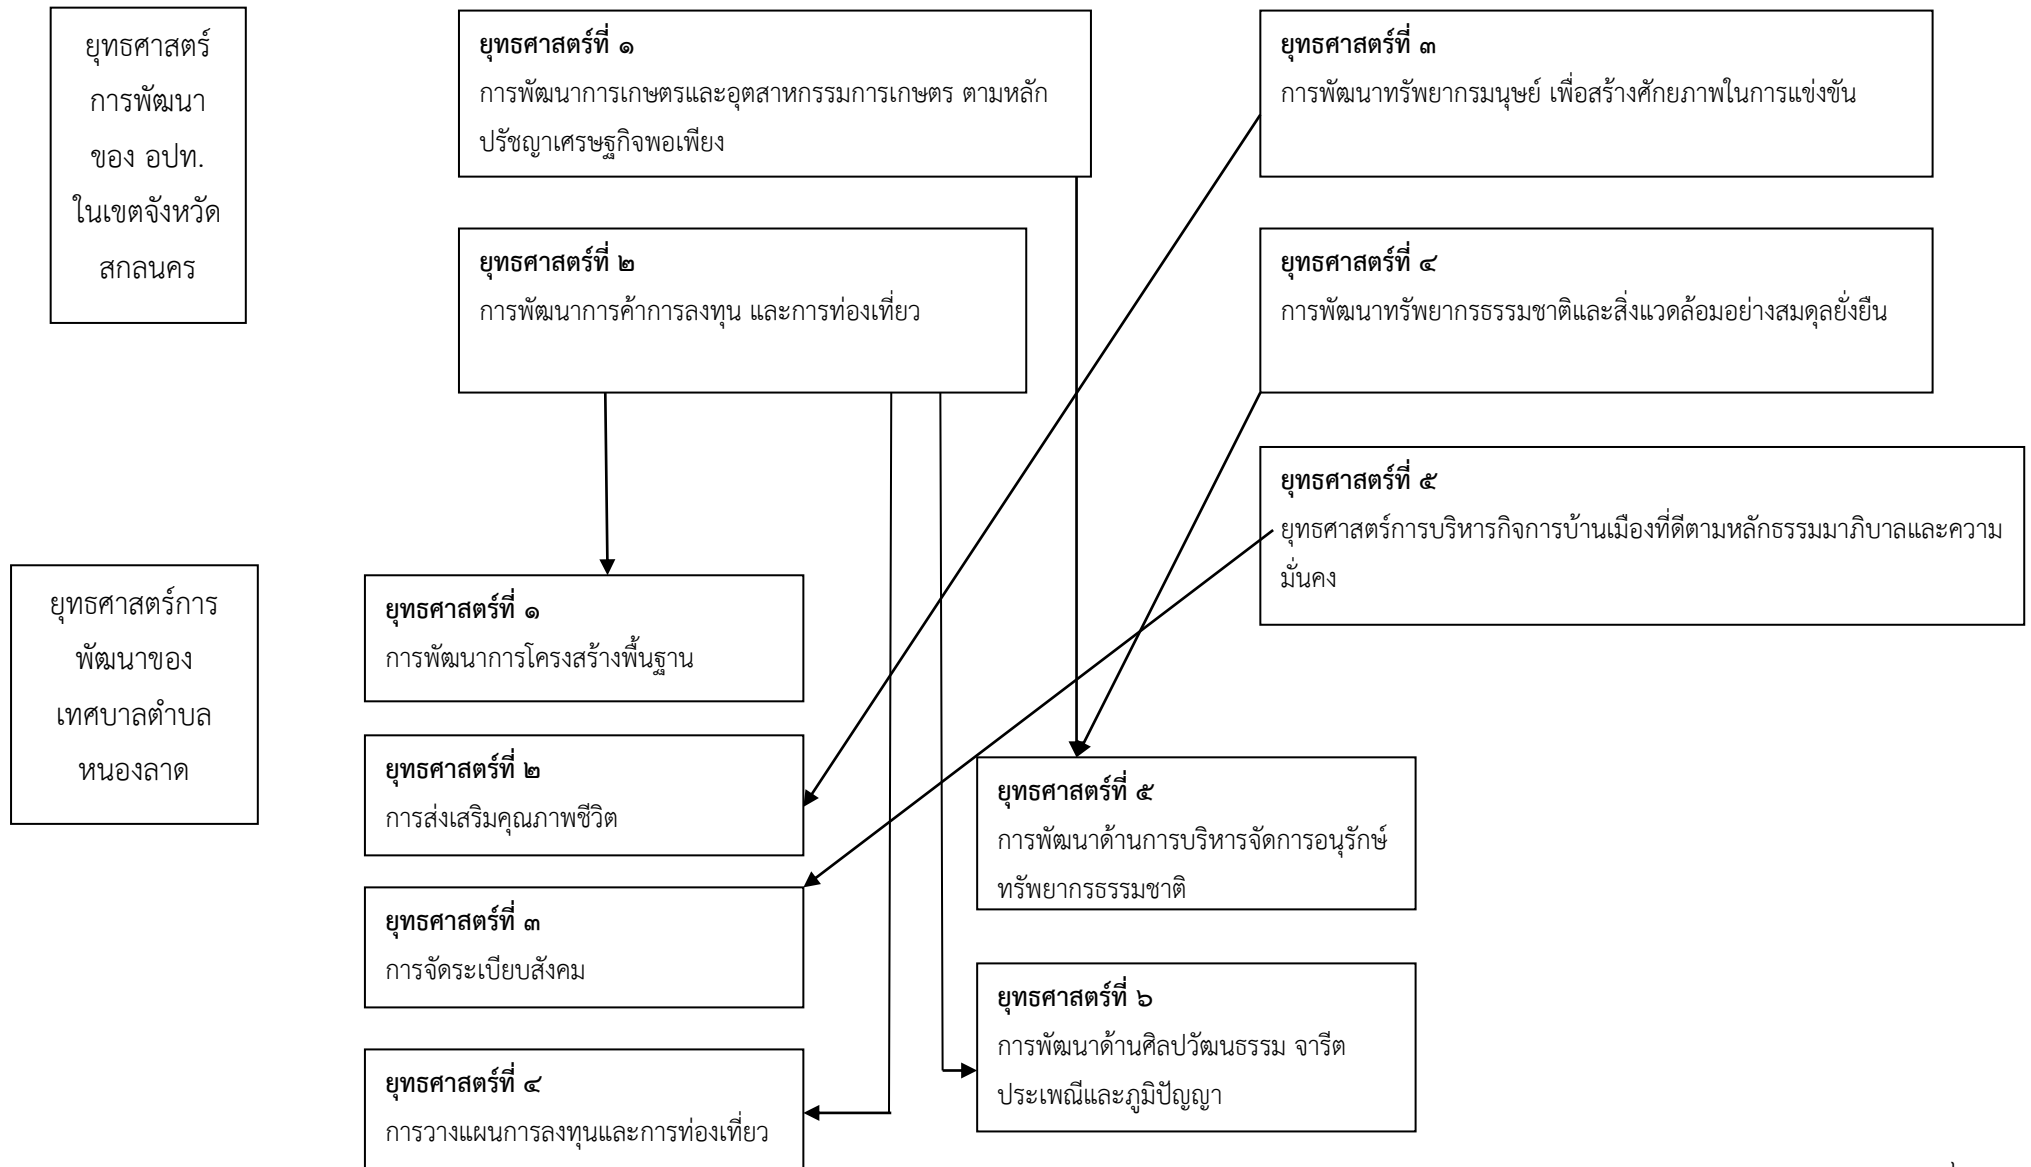 ยุทธศาสตร์
การพัฒนา
ของ อปท.
ในเขตจังหวัด
สกลนคร
ยุทธศาสตร์ที่ ๑
การพัฒนาการเกษตรและอุตสาหกรรมการเกษตร ตามหลัก
ปรัชญาเศรษฐกิจพอเพียง
ยุทธศาสตร์ที่ ๓
การพัฒนาทรัพยากรมนุษย์ เพื่อสร้างศักยภาพในการแข่งขัน
ยุทธศาสตร์ที่ ๒
การพัฒนาการค้าการลงทุน และการท่องเที่ยว
ยุทธศาสตร์ที่ ๔
การพัฒนาทรัพยากรธรรมชาติและสิ่งแวดล้อมอย่างสมดุลยั่งยืน
ยุทธศาสตร์ที่ ๕
ยุทธศาสตร์การบริหารกิจการบ้านเมืองที่ดีตามหลักธรรมมาภิบาลและความ
มั่นคง
ยุทธศาสตร์การ
พัฒนาของ
เทศบาลตำบล
หนองลาด
ยุทธศาสตร์ที่ ๑
การพัฒนาการโครงสร้างพื้นฐาน
ยุทธศาสตร์ที่ ๒
การส่งเสริมคุณภาพชีวิต
ยุทธศาสตร์ที่ ๓
การจัดระเบียบสังคม
ยุทธศาสตร์ที่ ๔
การวางแผนการลงทุนและการท่องเที่ยว
ยุทธศาสตร์ที่ ๕
การพัฒนาด้านการบริหารจัดการอนุรักษ์
ทรัพยากรธรรมชาติ
ยุทธศาสตร์ที่ ๖
การพัฒนาด้านศิลปวัฒนธรรม จารีต
ประเพณีและภูมิปัญญา